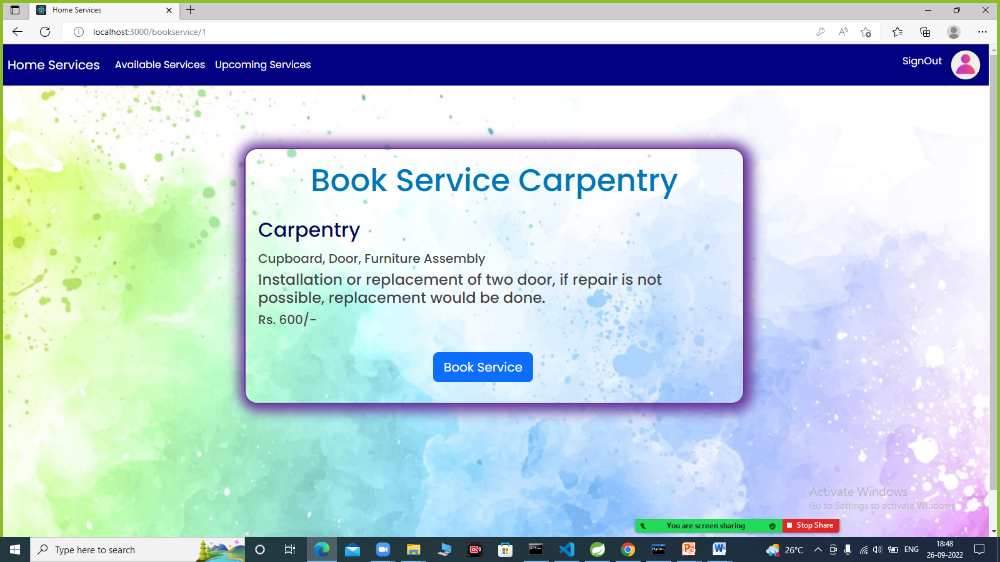 Home Services
localhost:3000/bookservice/1
Home Services
Available Services
Upcoming Services
SignOut
Book Service Carpentry
Carpentry
Cupboard, Door, Furniture Assembly
Installation or replacement of two door, if repair is not
possible, replacement would be done.
Rs. 600/-
Book Service
Activate Windows
Go to Settings to activate Windows.
You are screen sharing
Stop Share
Type here to search
26°C
ENG
18:48
26-09-2022